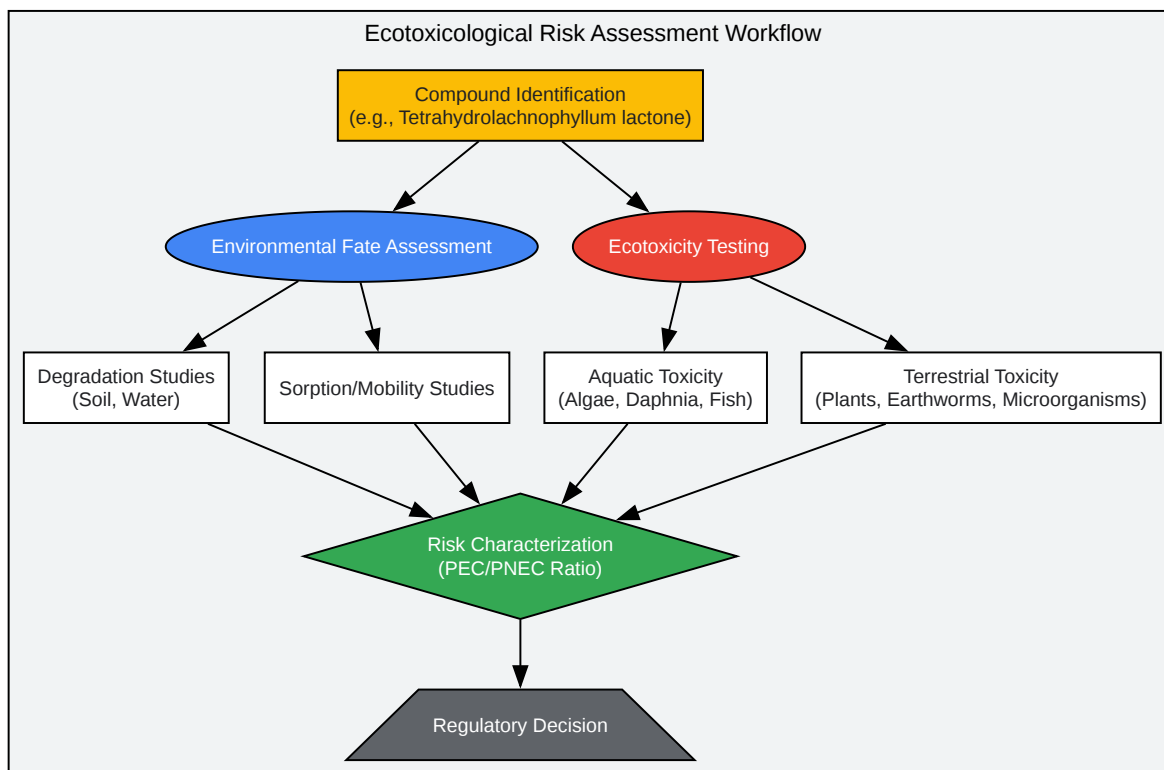 Ecotoxicological Risk Assessment Workflow
Compound Identification
(e.g., Tetrahydrolachnophyllum lactone)
Environmental Fate Assessment
Ecotoxicity Testing
Degradation Studies
(Soil, Water)
Sorption/Mobility Studies
Aquatic Toxicity
(Algae, Daphnia, Fish)
Terrestrial Toxicity
(Plants, Earthworms, Microorganisms)
Risk Characterization
(PEC/PNEC Ratio)
Regulatory Decision